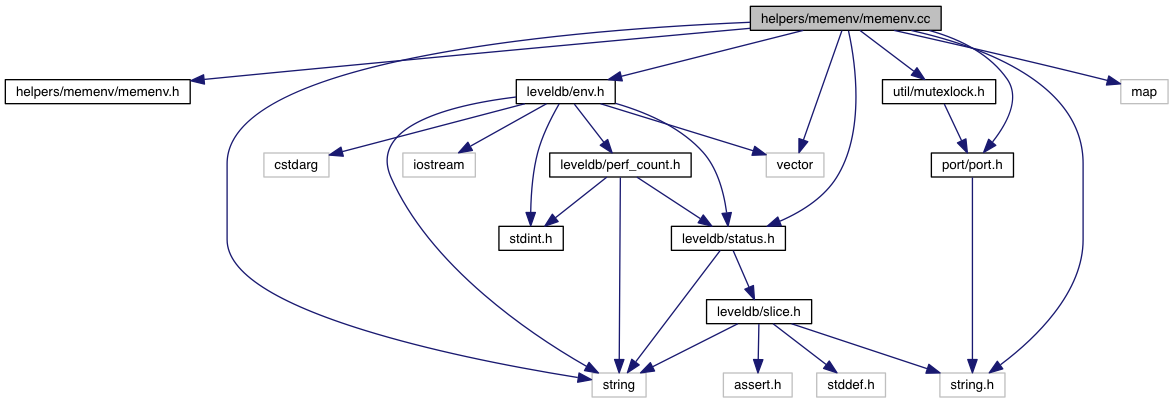 helpers/memenv/memenv.cc
helpers/memenv/memenv.h
leveldb/env.h
util/mutexlock.h
map
cstdarg
iostream
leveldb/perf_count.h
vector
port/port.h
stdint.h
leveldb/status.h
leveldb/slice.h
string
assert.h
stddef.h
string.h